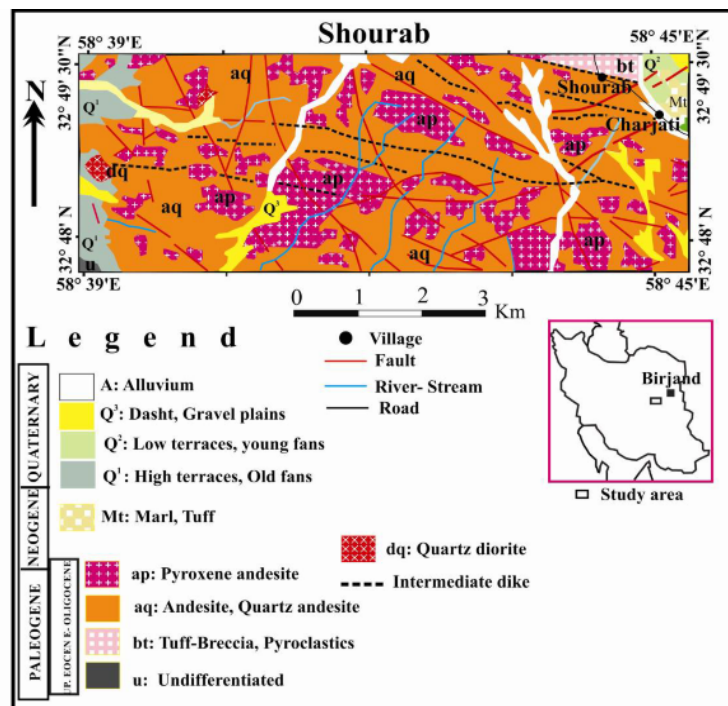 Shourab
58° 39'E
58° 45'E
32° 49' 30"N
32° 49' 30"N
N
aq
aq
bt
Q²
Shourab
Mt
Q¹
ap
Charjati
dq
ap
ap
aq
ap
Q³
ap
Q¹
aq
u
32° 48' N
32° 48' N
58° 39'E
58° 45'E
0 1 2 3 Km
Legend
Village
Fault
River- Stream
Road
Birjand
Study area
QUATERNARY
A: Alluvium
Q³: Dasht, Gravel plains
Q²: Low terraces, young fans
Q¹: High terraces, Old fans
NEOGENE
Mt: Marl, Tuff
dq: Quartz diorite
Intermediate dike
PALEOGENE
UP. EOCEN E- OLIGOCENE
ap: Pyroxene andesite
aq: Andesite, Quartz andesite
bt: Tuff-Breccia, Pyroclastics
u: Undifferentiated